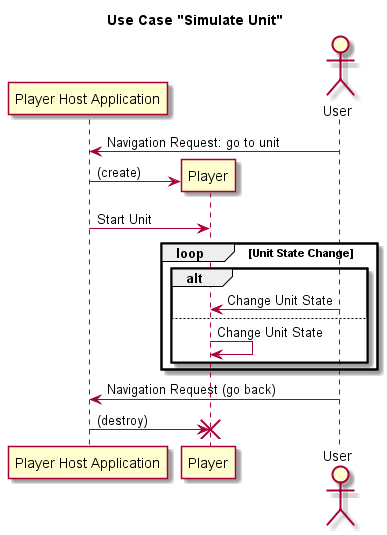 Use Case "Simulate Unit"
User
Player Host Application
Navigation Request: go to unit
(create)
Player
Start Unit
loop [Unit State Change]
alt
Change Unit State
Change Unit State
Navigation Request (go back)
(destroy)
Player Host Application
Player
User